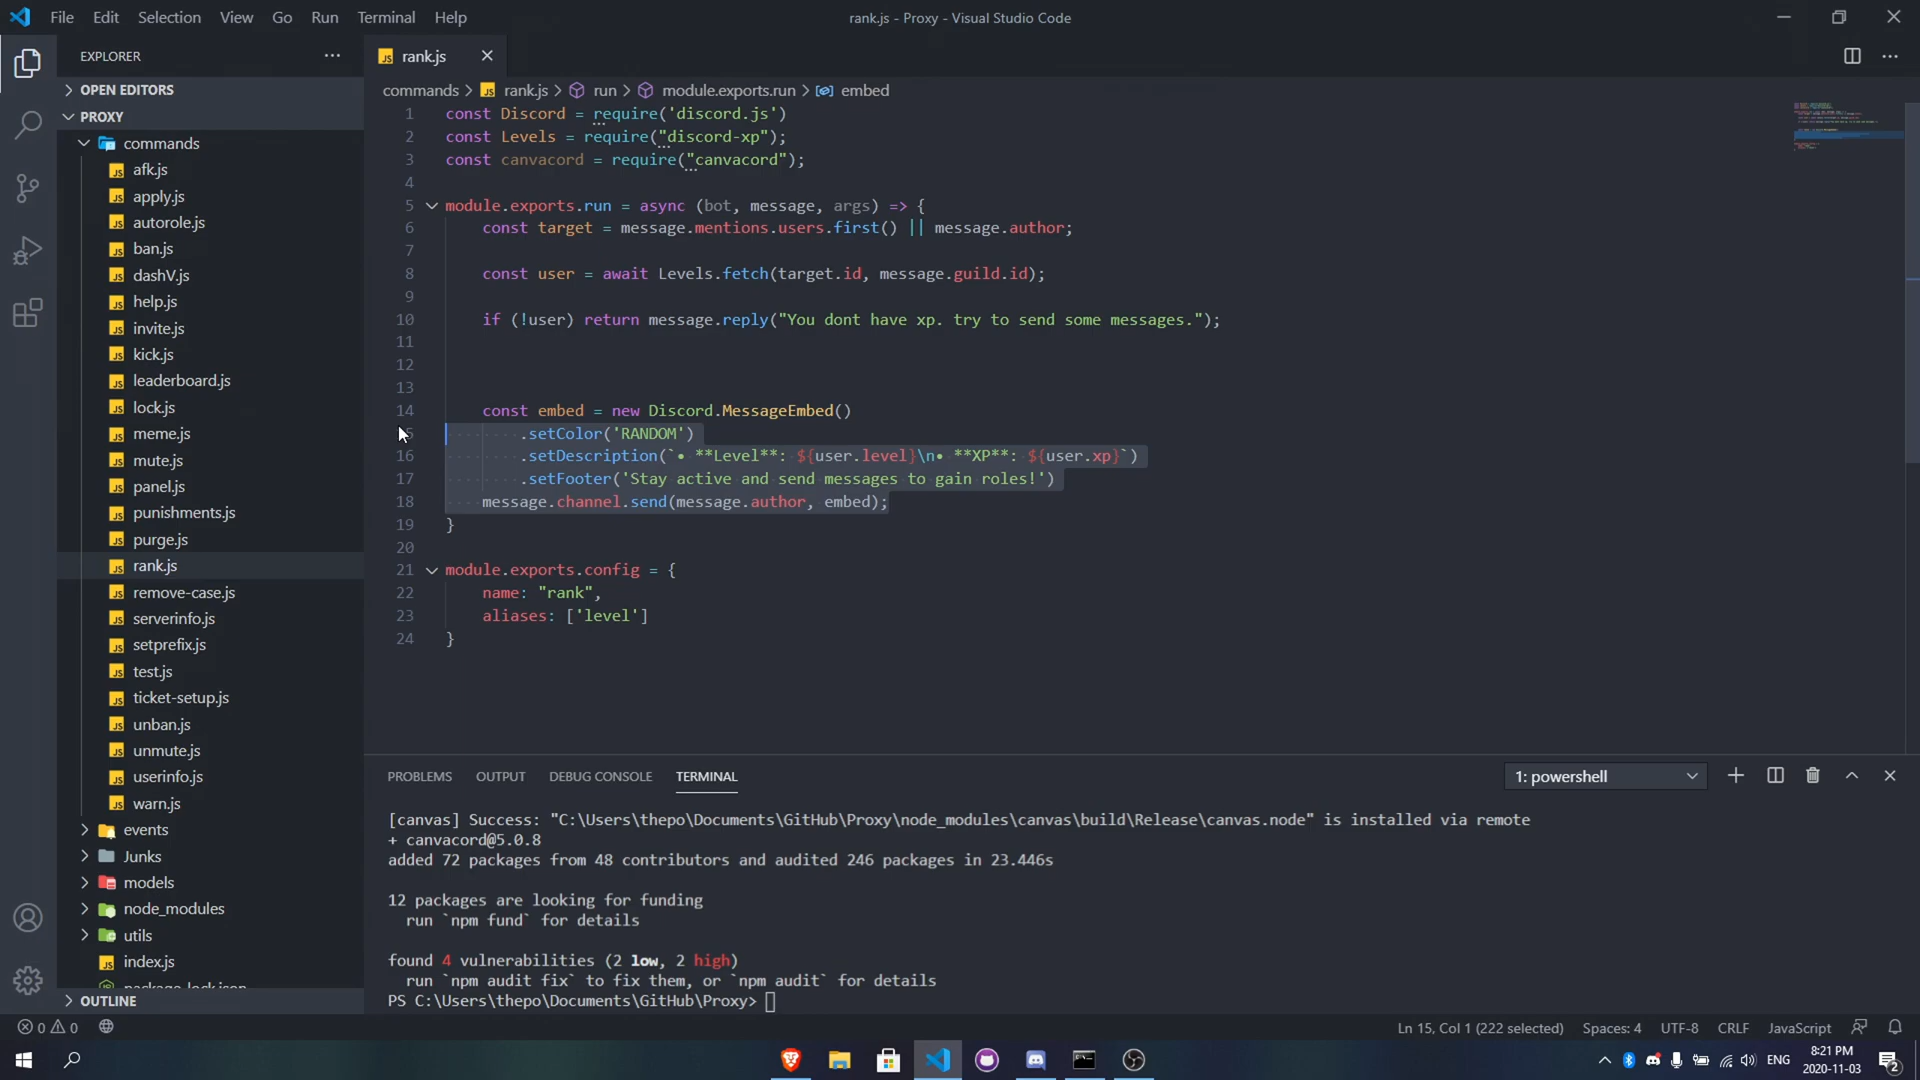 File Edit Selection View Go Run Terminal Help
rank.js - Proxy - Visual Studio Code
EXPLORER
OPEN EDITORS
PROXY
commands
afk.js
apply.js
autorole.js
ban.js
dashV.js
help.js
invite.js
kick.js
leaderboard.js
lock.js
meme.js
mute.js
panel.js
punishments.js
purge.js
rank.js
remove-case.js
serverinfo.js
setprefix.js
test.js
ticket-setup.js
unban.js
unmute.js
userinfo.js
warn.js
events
Junks
models
node_modules
utils
index.js
package-lock.json
OUTLINE
rank.js
commands > rank.js > run > module.exports.run > embed
1 const Discord = require('discord.js')
2 const Levels = require("discord-xp");
3 const canvacord = require("canvacord");
4
5 module.exports.run = async (bot, message, args) => {
6 const target = message.mentions.users.first() || message.author;
7
8 const user = await Levels.fetch(target.id, message.guild.id);
9
10 if (!user) return message.reply("You dont have xp. try to send some messages.");
11
12
13
14 const embed = new Discord.MessageEmbed()
15 .setColor('RANDOM')
16 .setDescription(`• **Level**: ${user.level}\n• **XP**: ${user.xp}`)
17 .setFooter('Stay active and send messages to gain roles!')
18 message.channel.send(message.author, embed);
19 }
20
21 module.exports.config = {
22 name: "rank",
23 aliases: ['level']
24 }
PROBLEMS OUTPUT DEBUG CONSOLE TERMINAL
1: powershell
[canvas] Success: "C:\Users\thepo\Documents\GitHub\Proxy\node_modules\canvas\build\Release\canvas.node" is installed via remote
+ canvacord@5.0.8
added 72 packages from 48 contributors and audited 246 packages in 23.446s
12 packages are looking for funding
run `npm fund` for details
found 4 vulnerabilities (2 low, 2 high)
run `npm audit fix` to fix them, or `npm audit` for details
PS C:\Users\thepo\Documents\GitHub\Proxy>
0 0
Ln 15, Col 1 (222 selected) Spaces: 4 UTF-8 CRLF JavaScript
ENG
8:21 PM
2020-11-03
2